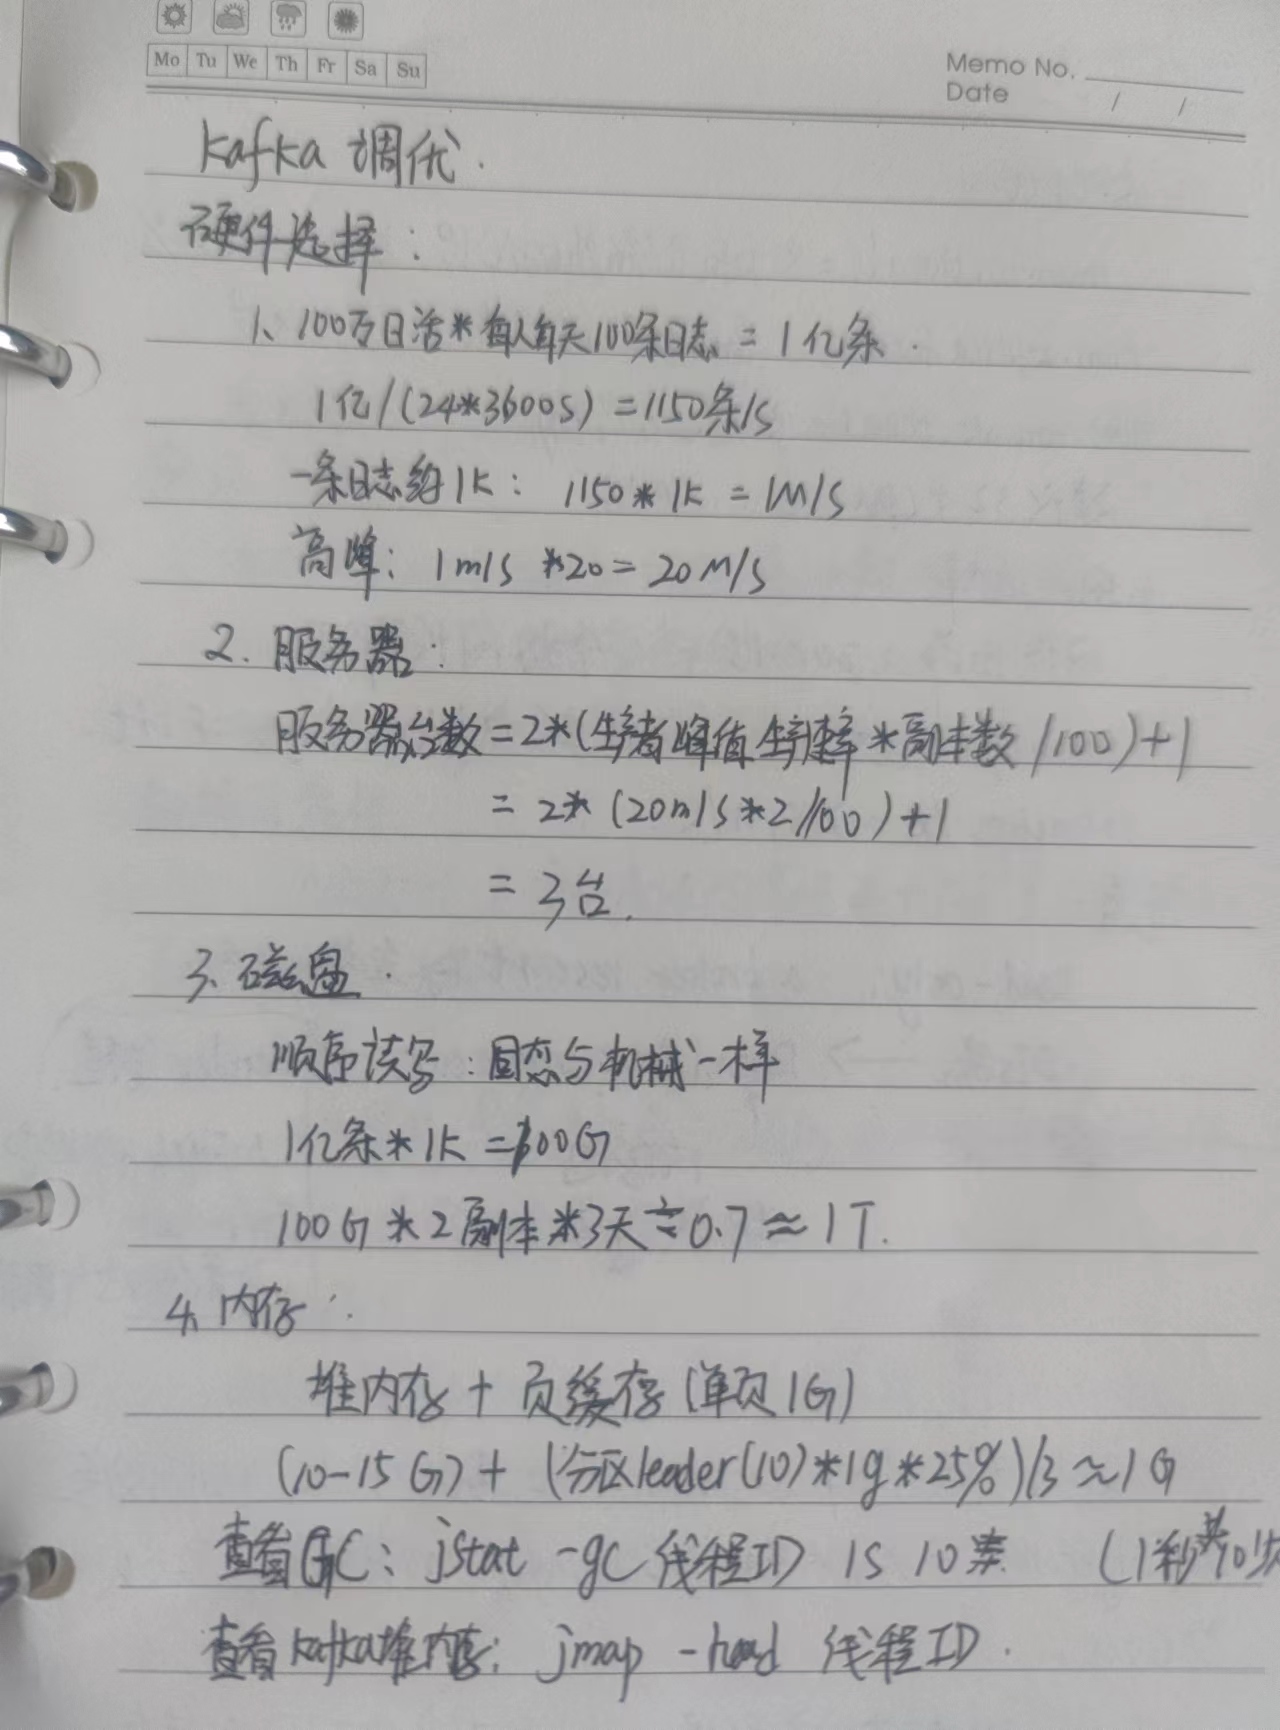 Mo Tu We Th Fr Sa Su
Memo No.
Date / /
kafka 调优.
硬件选择:
1、100万日活*每人每天100条日志 = 1亿条.
1亿/(24*3600s) = 1150条/s
一条日志约1K: 1150*1K = 1M/S
高峰: 1m/s *20 = 20M/S
2. 服务器:
服务器台数=2*(生产者峰值生产速率*副本数/100)+1
= 2*(20m/s*2/100)+1
= 3台.
3、磁盘.
顺序读写:固态与机械一样
1亿条*1K=100G
100G*2副本*3天÷0.7≈1T.
4、内存:
堆内存+页缓存(单页1G)
(10-15G)+(分区leader(10)*1g*25%)/3≈1G
查看GC: jstat -gc 线程ID 1s 10 (1秒共10次
查看kafka堆内存: jmap -head 线程ID.